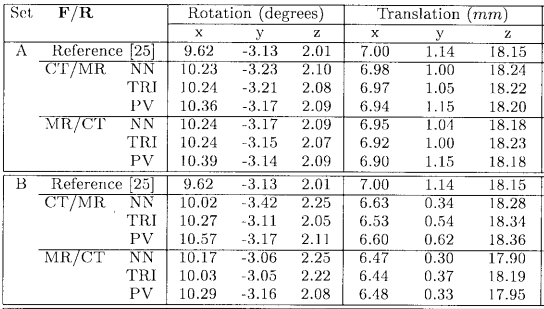 Set F/R Rotation (degrees) Translation (mm)
x y z x y z
A Reference [25] 9.62 -3.13 2.01 7.00 1.14 18.15
CT/MR NN 10.23 -3.23 2.10 6.98 1.00 18.24
TRI 10.24 -3.21 2.08 6.97 1.05 18.22
PV 10.36 -3.17 2.09 6.94 1.15 18.20
MR/CT NN 10.24 -3.17 2.09 6.95 1.04 18.18
TRI 10.24 -3.15 2.07 6.92 1.00 18.23
PV 10.39 -3.14 2.09 6.90 1.15 18.18
B Reference [25] 9.62 -3.13 2.01 7.00 1.14 18.15
CT/MR NN 10.02 -3.42 2.25 6.63 0.34 18.28
TRI 10.27 -3.11 2.05 6.53 0.54 18.34
PV 10.57 -3.17 2.11 6.60 0.62 18.36
MR/CT NN 10.17 -3.06 2.25 6.47 0.30 17.90
TRI 10.03 -3.05 2.22 6.44 0.37 18.19
PV 10.29 -3.16 2.08 6.48 0.33 17.95